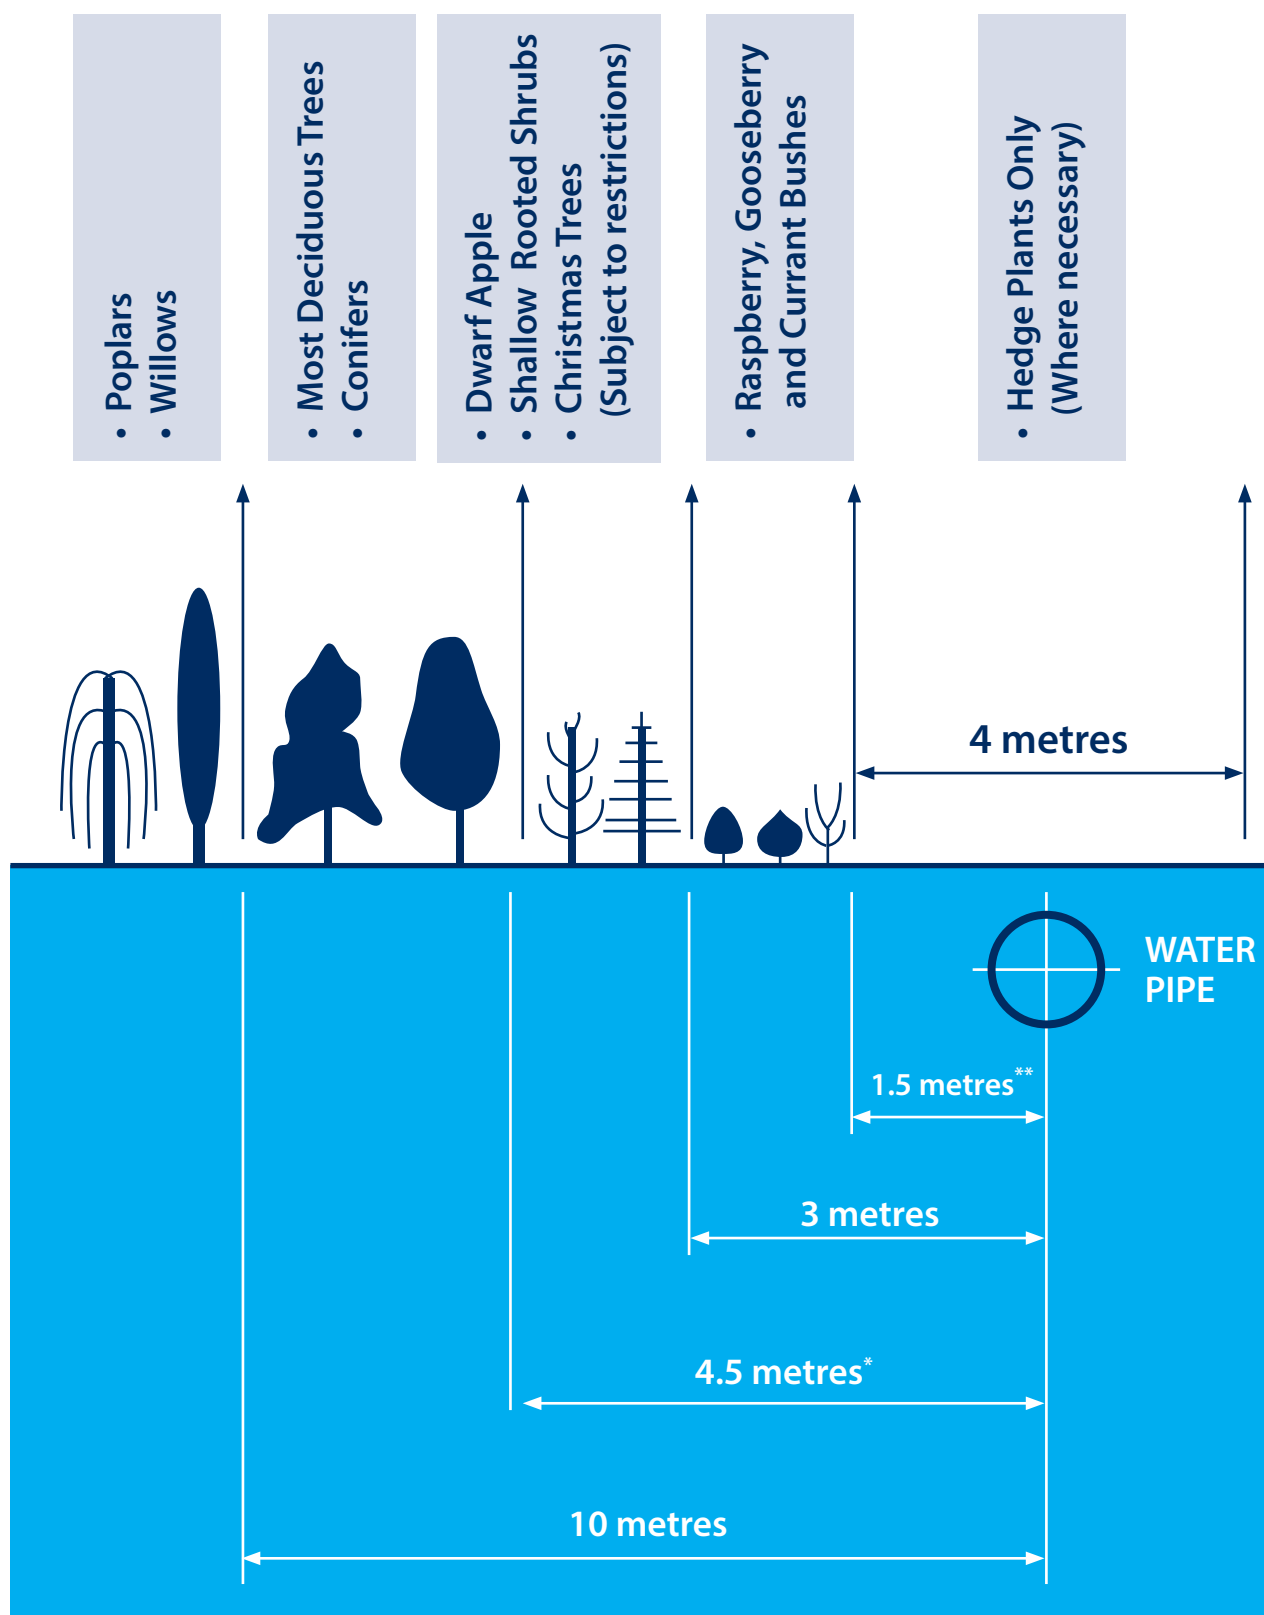 • Poplars
• Willows
• Most Deciduous Trees
• Conifers
• Dwarf Apple
• Shallow Rooted Shrubs
• Christmas Trees
(Subject to restrictions)
• Raspberry, Gooseberry
and Currant Bushes
• Hedge Plants Only
(Where necessary)
4 metres
WATER
PIPE
1.5 metres**
3 metres
4.5 metres*
10 metres